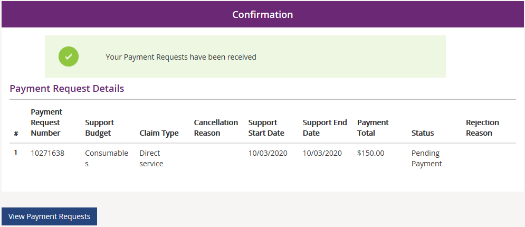 Confirmation
Your Payment Requests have been received
Payment Request Details
# Payment Request Number Support Budget Claim Type Cancellation Reason Support Start Date Support End Date Payment Total Status Rejection Reason
1 10271638 Consumables Direct service 10/03/2020 10/03/2020 $150.00 Pending Payment
View Payment Requests